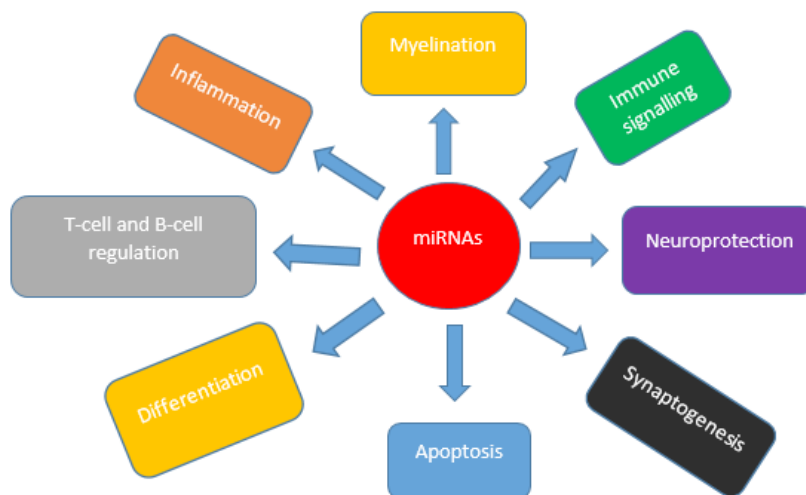 Myelination
Inflammation
Immune
signalling
T-cell and B-cell
regulation
miRNAs
Neuroprotection
Differentiation
Synaptogenesis
Apoptosis